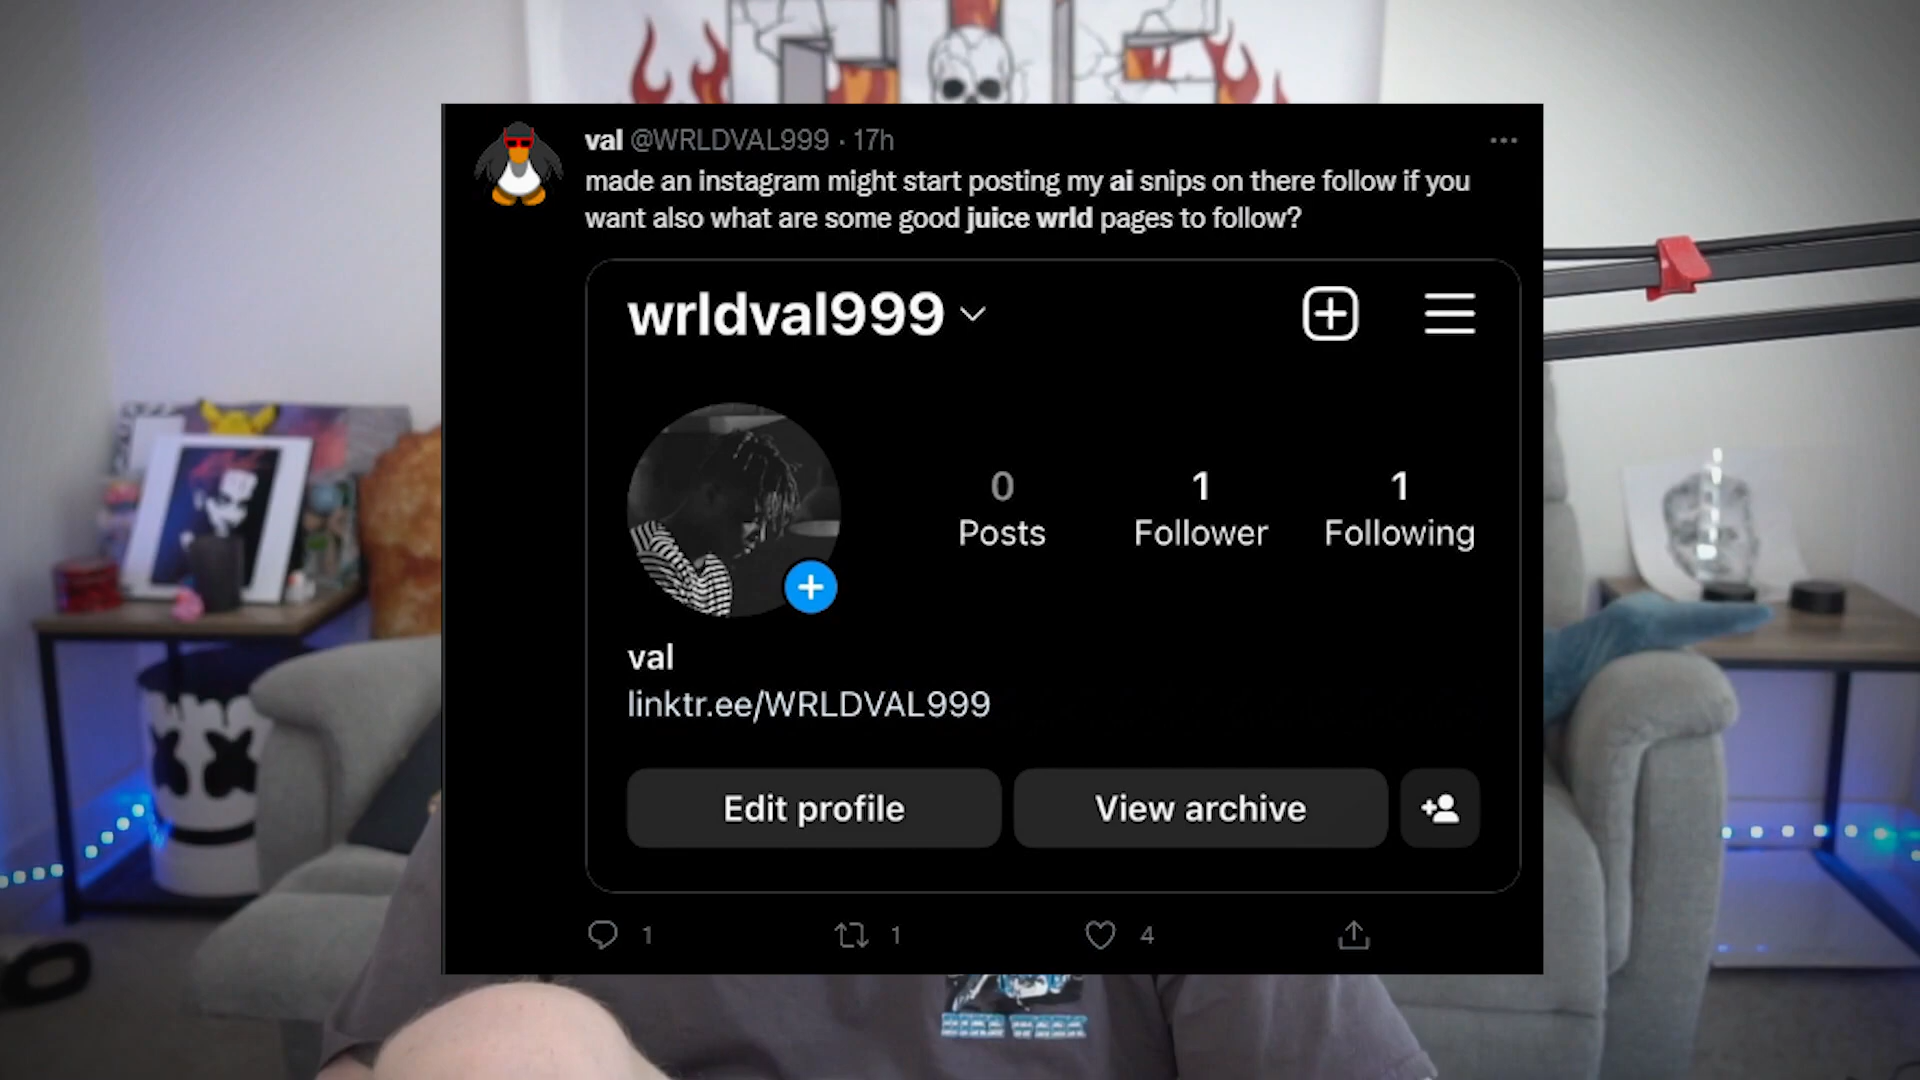 val @WRLDVAL999 · 17h
made an instagram might start posting my ai snips on there follow if you
want also what are some good juice wrld pages to follow?
wrldval999
0 1 1
Posts Follower Following
val
linktr.ee/WRLDVAL999
Edit profile View archive
1 1 4